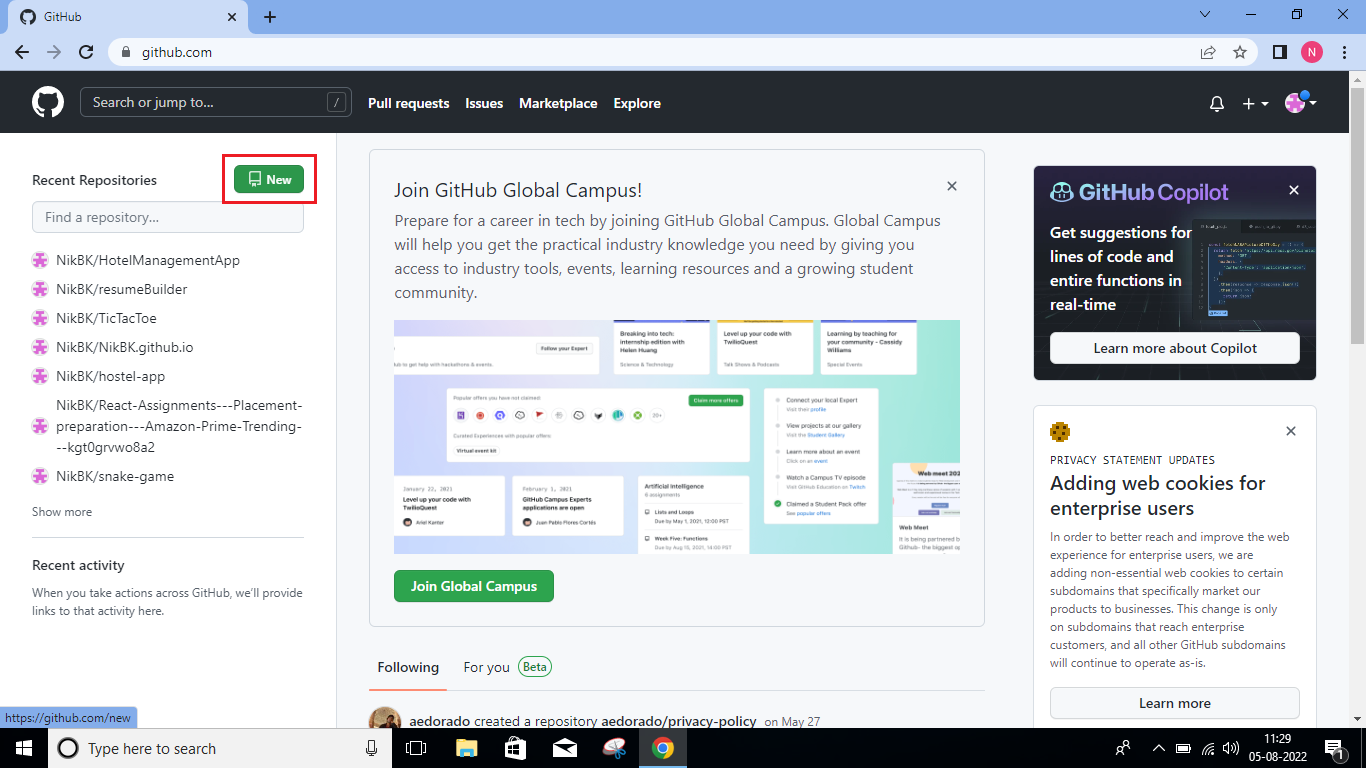 GitHub
github.com
N
Search or jump to...
/
Pull requests
Issues
Marketplace
Explore
Recent Repositories
New
Find a repository...
NikBK/HotelManagementApp
NikBK/resumeBuilder
NikBK/TicTacToe
NikBK/NikBK.github.io
NikBK/hostel-app
NikBK/React-Assignments---Placement-
preparation---Amazon-Prime-Trending-
--kgt0grvwo8a2
NikBK/snake-game
Show more
Recent activity
When you take actions across GitHub, we'll provide
links to that activity here.
https://github.com/new
Join GitHub Global Campus!
Prepare for a career in tech by joining GitHub Global Campus. Global Campus
will help you get the practical industry knowledge you need by giving you
access to industry tools, events, learning resources and a growing student
community.
Follow your Expert
to get help with hackathons & events.
Breaking into tech:
internship edition with
Helen Huang
Science & Technology
Level up your code with
TwilioQuest
Talk Shows & Podcasts
Learning by teaching for
your community - Cassidy
Williams
Special Events
Popular offers you have not claimed:
Claim more offers
20+
Curated Experiences with popular offers:
Virtual event kit
January 22, 2021
Level up your code with
TwilioQuest
Ariel Kantor
February 1, 2021
GitHub Campus Experts
applications are open
Juan Pablo Flores Cortés
Artificial Intelligence
6 assignments
Lists and Loops
Due by May 1, 2021, 12:00 PST
Week Five: Functions
Due by Aug 15, 2021, 14:00 PST
Connect your local Expert
Visit their profile
View projects at our gallery
Visit the Student Gallery
Learn more about an event
Click on an event
Watch a Campus TV episode
Visit GitHub Education on Twitch
Claimed a Student Pack offer
See popular offers
Web meet 202
Web Meet
It is being partnered b
Github- the biggest op
Join Global Campus
Following
For you
Beta
aedorado created a repository aedorado/privacy-policy on May 27
GitHub Copilot
Get suggestions for
lines of code and
entire functions in
real-time
Learn more about Copilot
PRIVACY STATEMENT UPDATES
Adding web cookies for
enterprise users
In order to better reach and improve the web
experience for enterprise users, we are
adding non-essential web cookies to certain
subdomains that specifically market our
products to businesses. This change is only
on subdomains that reach enterprise
customers, and all other GitHub subdomains
will continue to operate as-is.
Learn more
Type here to search
11:29
05-08-2022
1